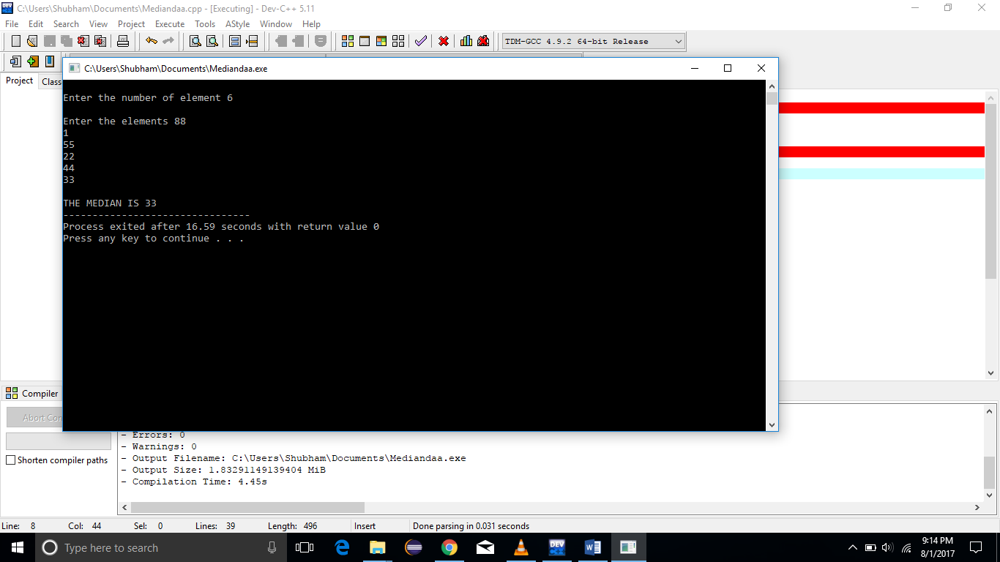 C:\Users\Shubham\Documents\Mediandaa.cpp - [Executing] - Dev-C++ 5.11
File Edit Search View Project Execute Tools AStyle Window Help
TDM-GCC 4.9.2 64-bit Release
C:\Users\Shubham\Documents\Mediandaa.exe
Project Class
Enter the number of element 6
Enter the elements 88
1
55
22
44
33
THE MEDIAN IS 33
--------------------------------
Process exited after 16.59 seconds with return value 0
Press any key to continue . . .
Compiler
Abort Con
- Errors: 0
- Warnings: 0
- Output Filename: C:\Users\Shubham\Documents\Mediandaa.exe
- Output Size: 1.83291149139404 MiB
- Compilation Time: 4.45s
Shorten compiler paths
Line: 8 Col: 44 Sel: 0 Lines: 39 Length: 496 Insert Done parsing in 0.031 seconds
Type here to search
DEV
9:14 PM
8/1/2017